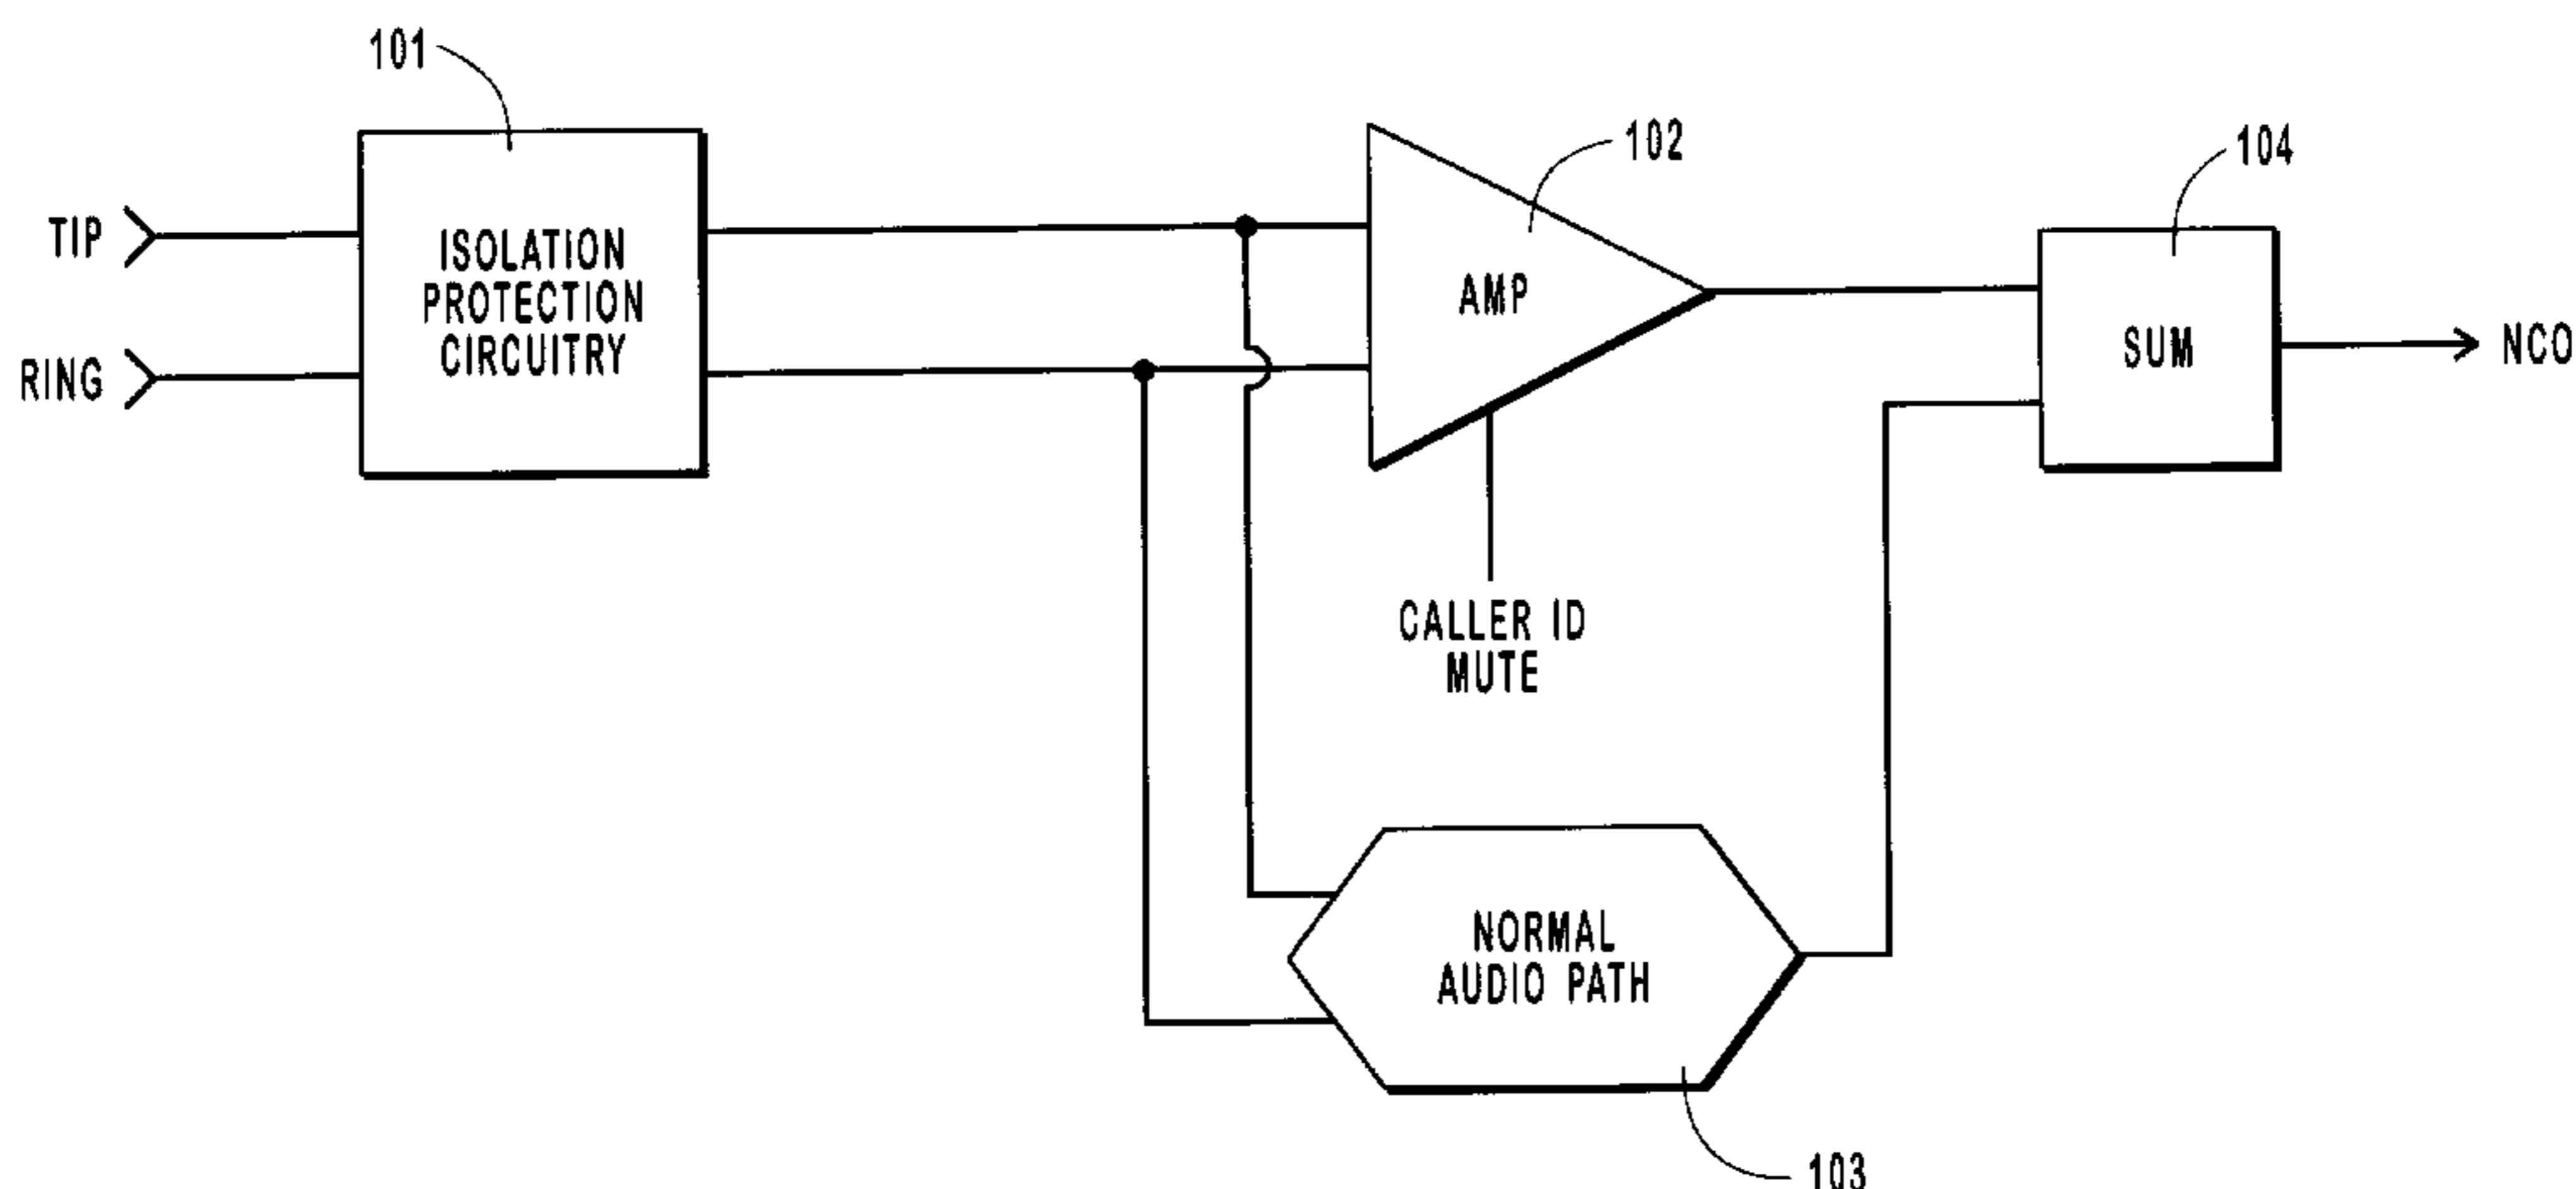 101
102
104
TIP
RING
ISOLATION
PROTECTION
CIRCUITRY
AMP
SUM
NCO
CALLER ID
MUTE
NORMAL
AUDIO PATH
103